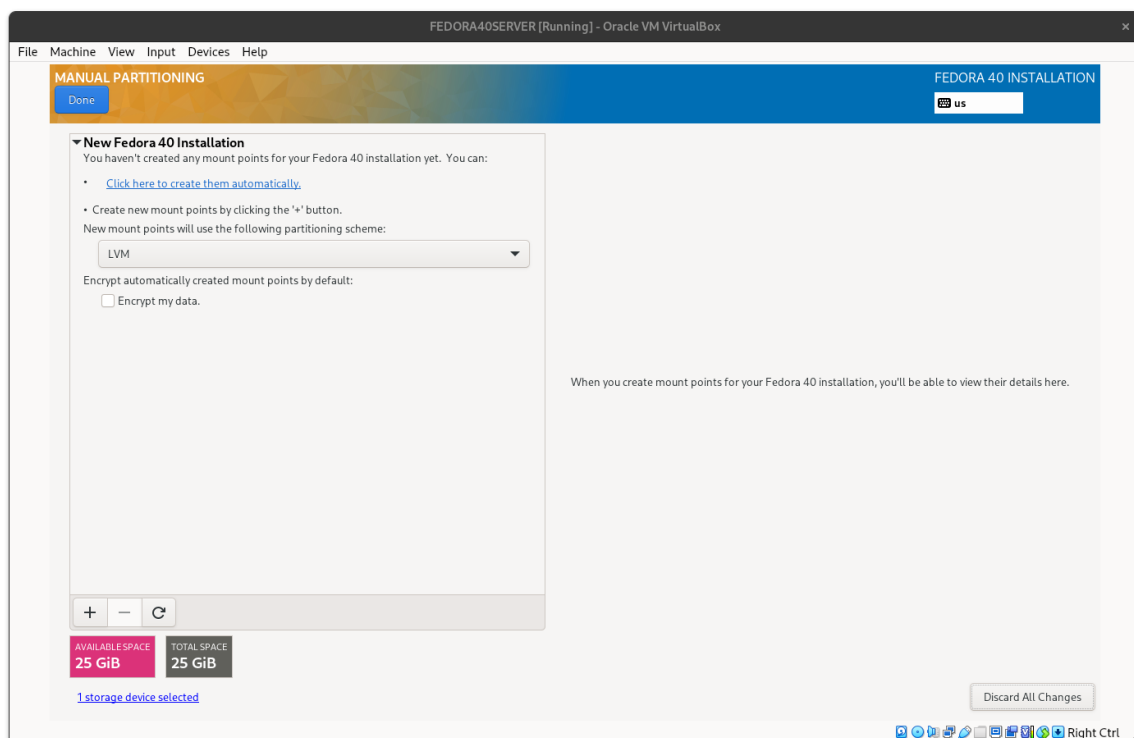 FEDORA40SERVER [Running] - Oracle VM VirtualBox
File Machine View Input Devices Help
MANUAL PARTITIONING
FEDORA 40 INSTALLATION
Done
us
New Fedora 40 Installation
You haven't created any mount points for your Fedora 40 installation yet. You can:
• Click here to create them automatically.
• Create new mount points by clicking the '+' button.
New mount points will use the following partitioning scheme:
LVM
Encrypt automatically created mount points by default:
Encrypt my data.
When you create mount points for your Fedora 40 installation, you'll be able to view their details here.
AVAILABLE SPACE
25 GiB
TOTAL SPACE
25 GiB
1 storage device selected
Discard All Changes
Right Ctrl